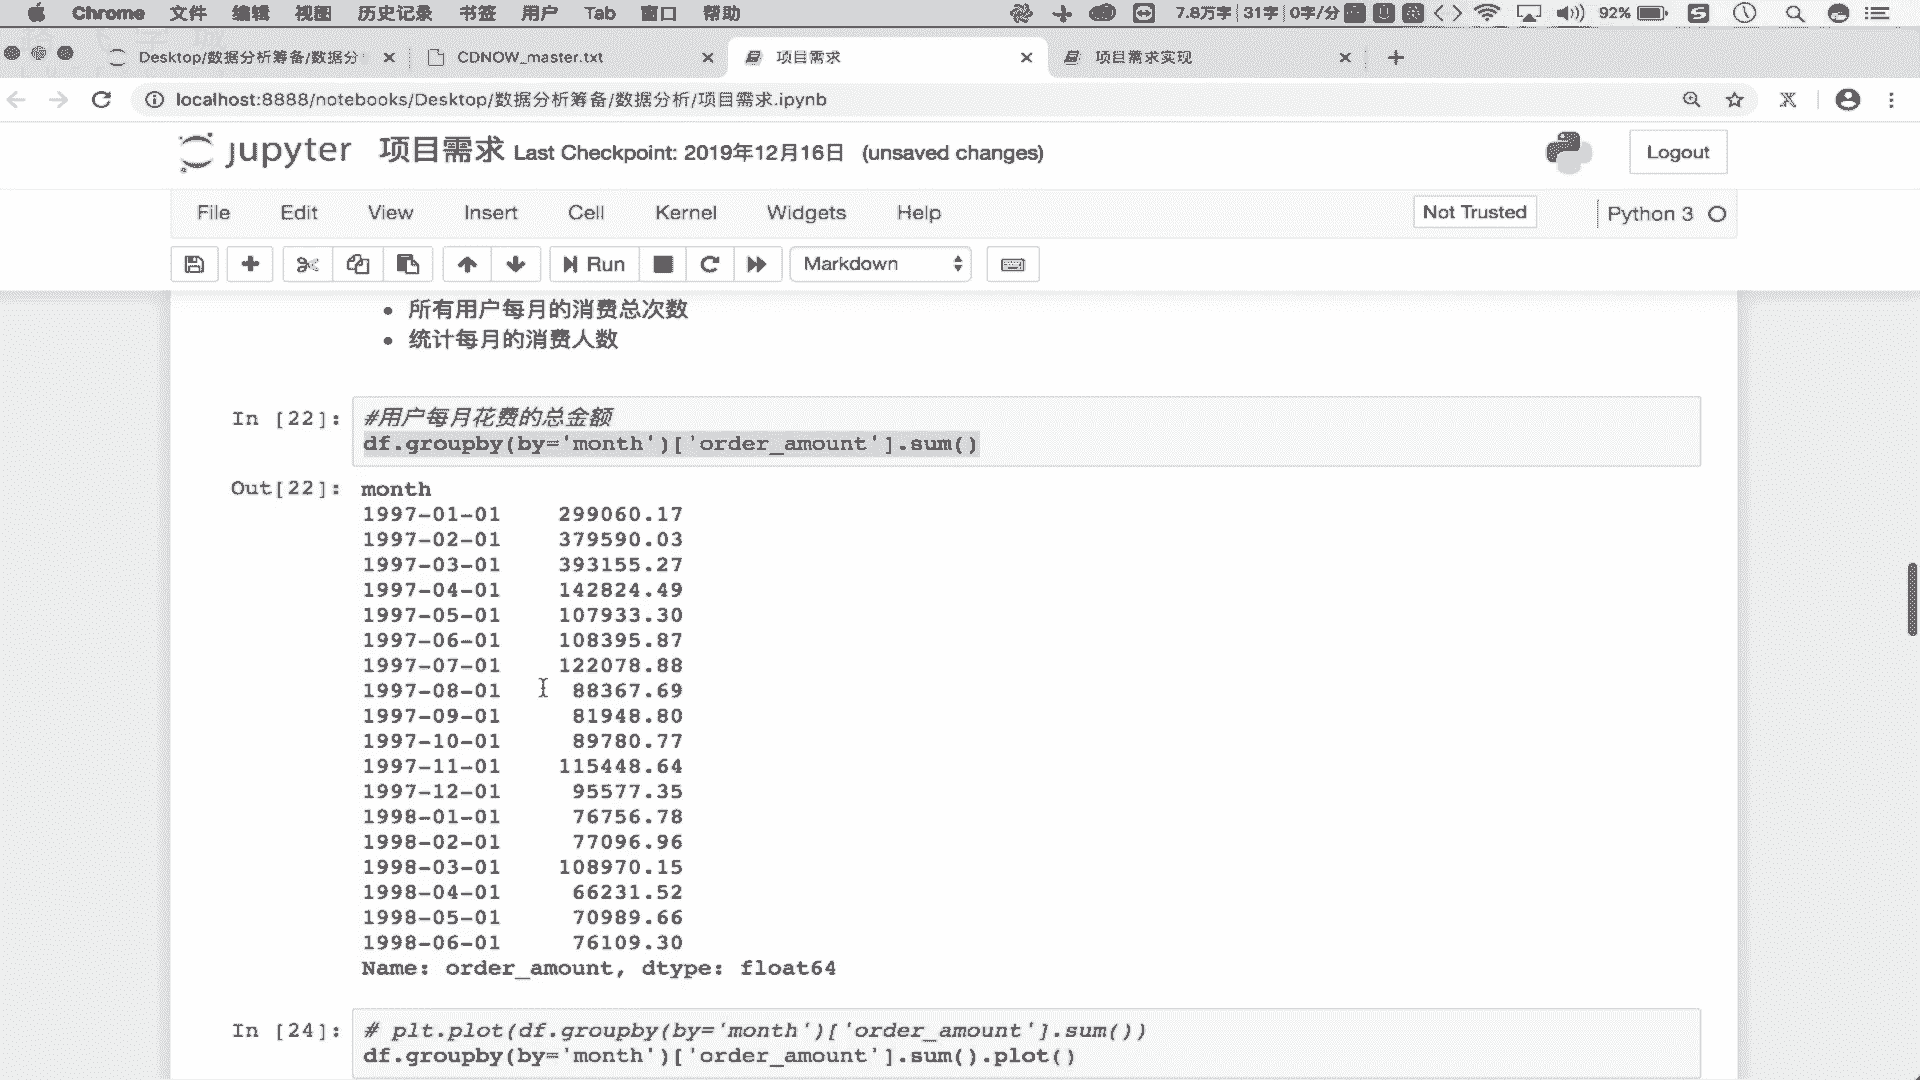 Chrome 文件 编辑 视图 历史记录 书签 用户 Tab 窗口 帮助 7.8万字 31字 0字/分 92%
Desktop/数据分析筹备/数据分 CDNOW_master.txt 项目需求 项目需求实现
localhost:8888/notebooks/Desktop/数据分析筹备/数据分析/项目需求.ipynb
jupyter 项目需求 Last Checkpoint: 2019年12月16日 (unsaved changes) Logout
File Edit View Insert Cell Kernel Widgets Help Not Trusted Python 3
Run Markdown
• 所有用户每月的消费总次数
• 统计每月的消费人数
In [22]: #用户每月花费的总金额
df.groupby(by='month')['order_amount'].sum()
Out[22]: month
1997-01-01 299060.17
1997-02-01 379590.03
1997-03-01 393155.27
1997-04-01 142824.49
1997-05-01 107933.30
1997-06-01 108395.87
1997-07-01 122078.88
1997-08-01 88367.69
1997-09-01 81948.80
1997-10-01 89780.77
1997-11-01 115448.64
1997-12-01 95577.35
1998-01-01 76756.78
1998-02-01 77096.96
1998-03-01 108970.15
1998-04-01 66231.52
1998-05-01 70989.66
1998-06-01 76109.30
Name: order_amount, dtype: float64
In [24]: # plt.plot(df.groupby(by='month')['order_amount'].sum())
df.groupby(by='month')['order_amount'].sum().plot()